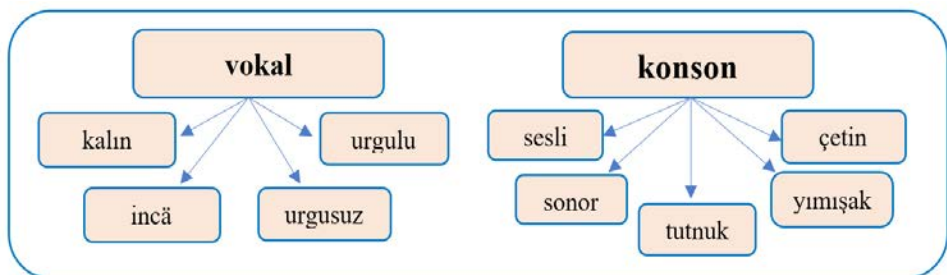 vokal
kalın
incä
urgusuz
urgulu
konson
sesli
sonor
tutnuk
yımışak
çetin